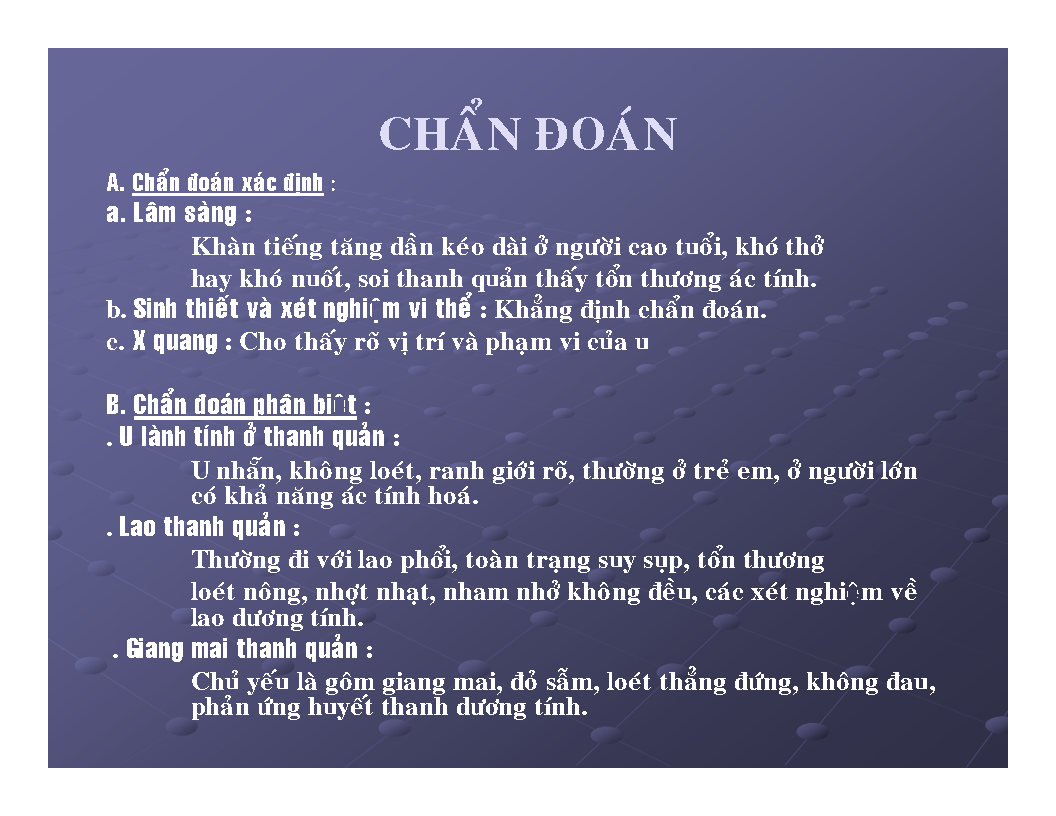 CHẨN ĐOÁN
A. Chẩn đoán xác định :
a. Lâm sàng :
Khàn tiếng tăng dần kéo dài ở người cao tuổi, khó thở
hay khó nuốt, soi thanh quản thấy tổn thương ác tính.
b. Sinh thiết và xét nghiệm vi thể : Khẳng định chẩn đoán.
c. X quang : Cho thấy rõ vị trí và phạm vi của u
B. Chẩn đoán phân biệt :
. U lành tính ở thanh quản :
U nhẵn, không loét, ranh giới rõ, thường ở trẻ em, ở người lớn
có khả năng ác tính hoá.
. Lao thanh quản :
Thường đi với lao phổi, toàn trạng suy sụp, tổn thương
loét nông, nhợt nhạt, nham nhở không đều, các xét nghiệm về
lao dương tính.
. Giang mai thanh quản :
Chủ yếu là gôm giang mai, đỏ sẫm, loét thẳng đứng, không đau,
phản ứng huyết thanh dương tính.